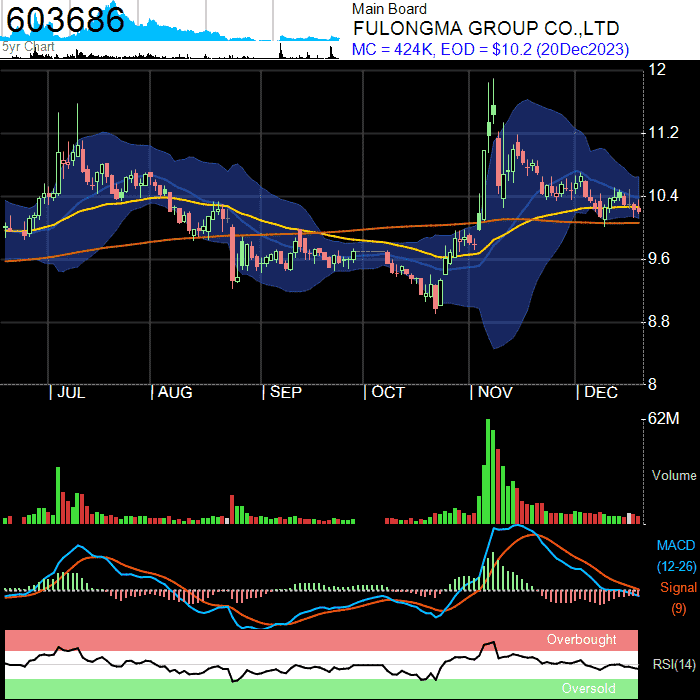 603686
5yr Chart
Main Board
FULONGMA GROUP CO.,LTD
MC = 424K, EOD = $10.2 (20Dec2023)
12
11.2
10.4
9.6
8.8
8
| JUL | AUG | SEP | OCT | NOV | DEC
62M
Volume
MACD
(12-26)
Signal
(9)
Overbought
RSI(14)
Oversold